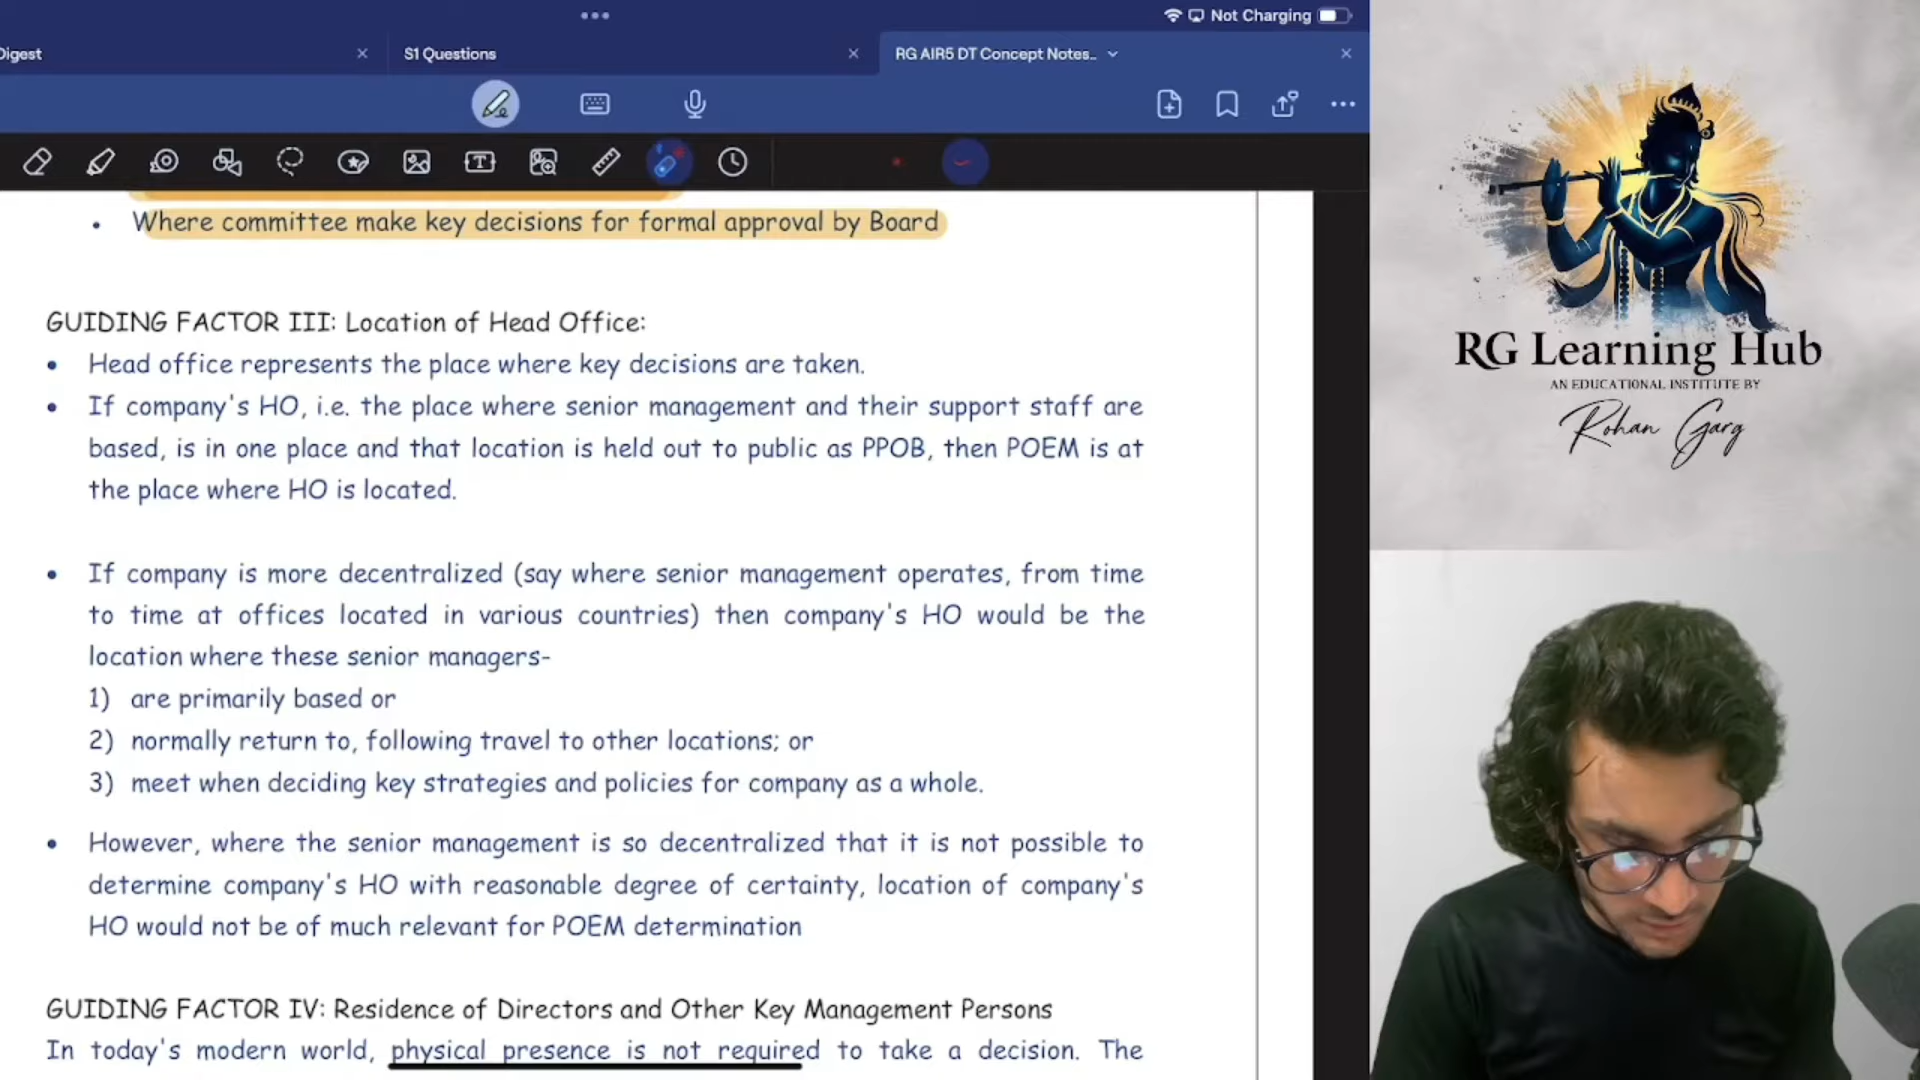 Not Charging
Digest
S1 Questions
RG AIR5 DT Concept Notes..
Where committee make key decisions for formal approval by Board
GUIDING FACTOR III: Location of Head Office:
• Head office represents the place where key decisions are taken.
• If company's HO, i.e. the place where senior management and their support staff are
based, is in one place and that location is held out to public as PPOB, then POEM is at
the place where HO is located.
• If company is more decentralized (say where senior management operates, from time
to time at offices located in various countries) then company's HO would be the
location where these senior managers-
1) are primarily based or
2) normally return to, following travel to other locations; or
3) meet when deciding key strategies and policies for company as a whole.
• However, where the senior management is so decentralized that it is not possible to
determine company's HO with reasonable degree of certainty, location of company's
HO would not be of much relevant for POEM determination
GUIDING FACTOR IV: Residence of Directors and Other Key Management Persons
In today's modern world, physical presence is not required to take a decision. The
RG Learning Hub
AN EDUCATIONAL INSTITUTE BY
Rohan Garg